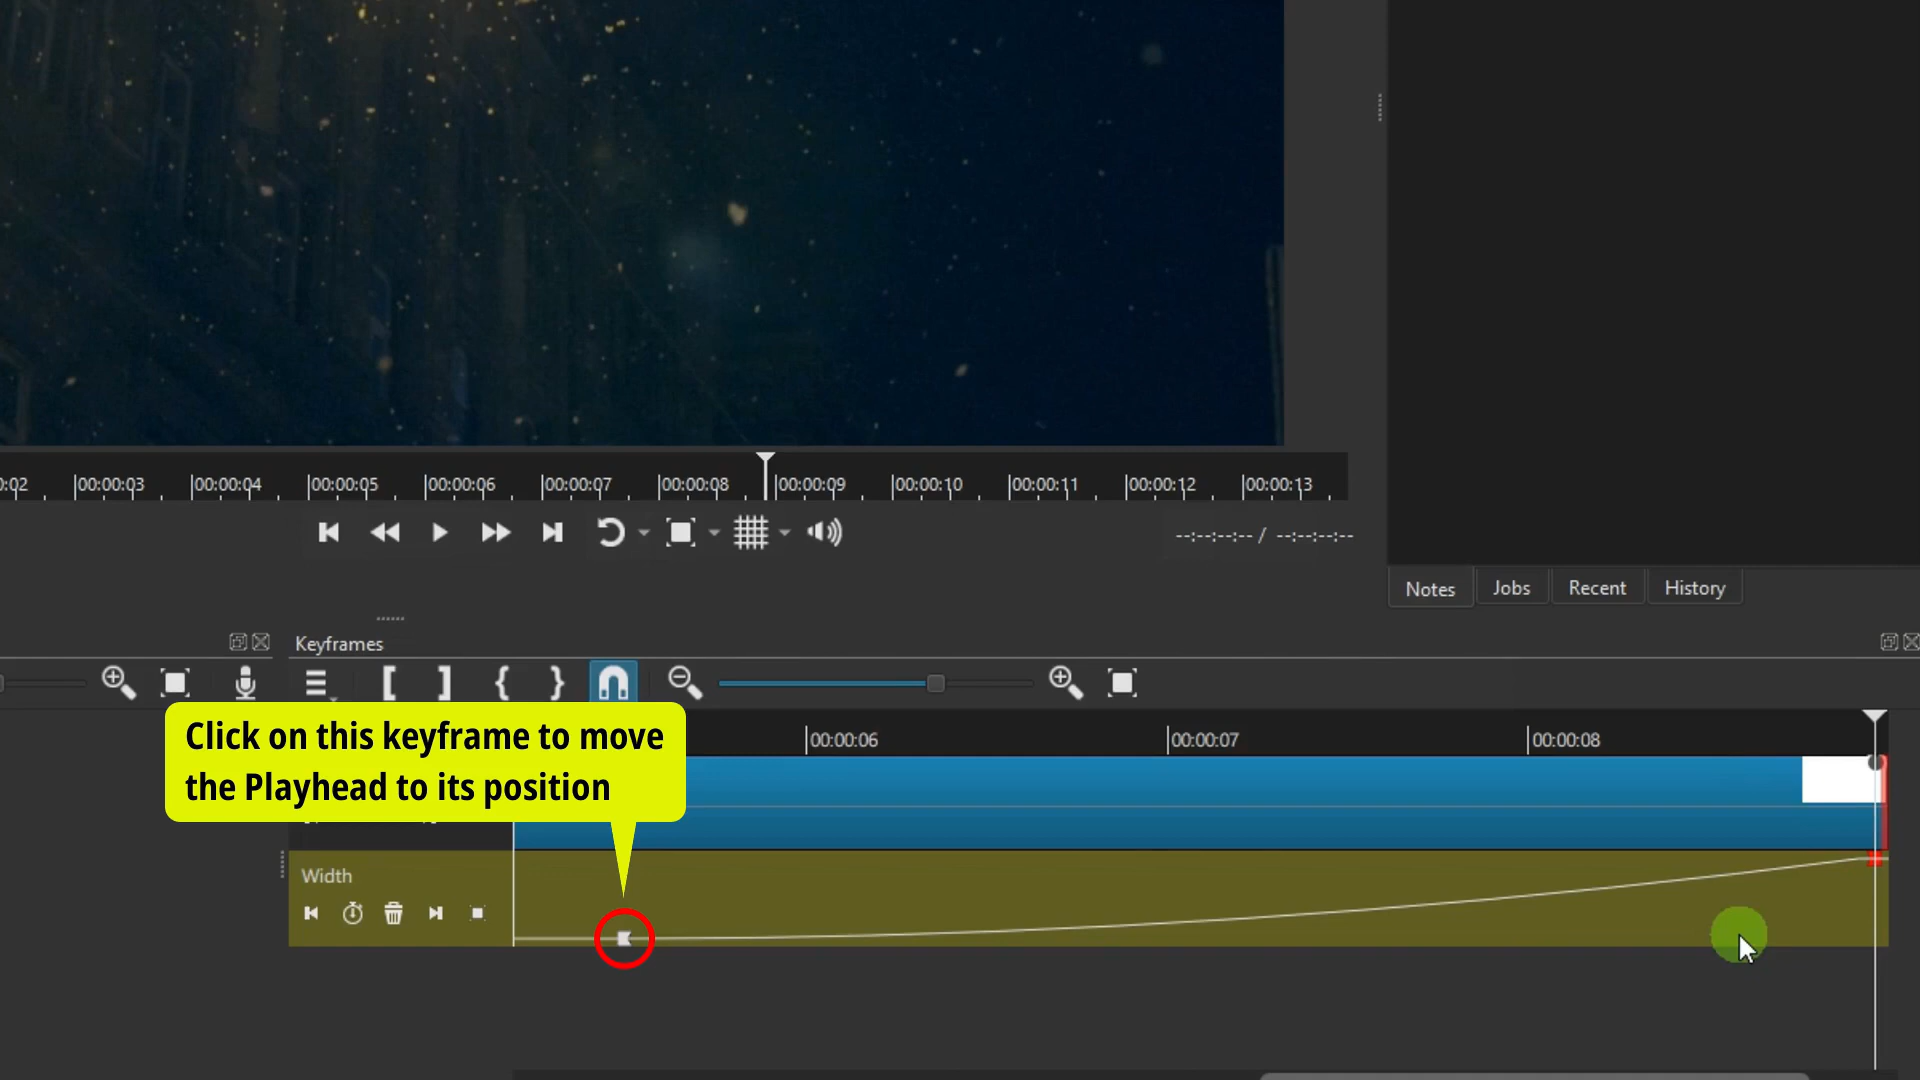 :02
00:00:03
00:00:04
00:00:05
00:00:06
00:00:07
00:00:08
00:00:09
00:00:10
00:00:11
00:00:12
00:00:13
--:--:--:-- / --:--:--:--
Notes
Jobs
Recent
History
Keyframes
Click on this keyframe to move
the Playhead to its position
00:00:06
00:00:07
00:00:08
Width